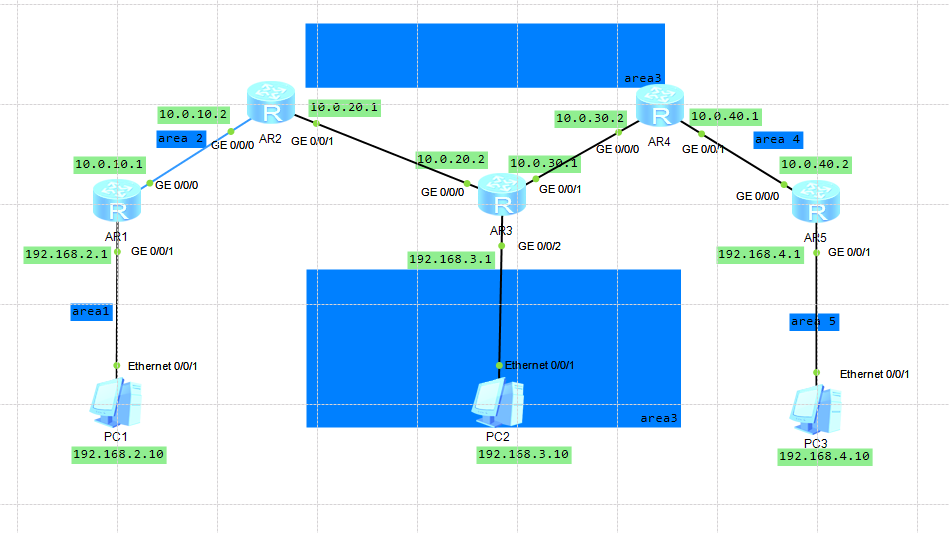 area3
10.0.10.2
10.0.20.1
10.0.30.2
10.0.40.1
R
R
area 2
GE 0/0/0
AR2
GE 0/0/1
GE 0/0/0
AR4
GE 0/0/1
area 4
10.0.10.1
10.0.20.2
10.0.30.1
10.0.40.2
GE 0/0/0
GE 0/0/0
GE 0/0/1
GE 0/0/0
R
R
R
AR1
AR3
AR5
192.168.2.1
GE 0/0/1
192.168.3.1
GE 0/0/2
192.168.4.1
GE 0/0/1
area1
area 5
Ethernet 0/0/1
Ethernet 0/0/1
Ethernet 0/0/1
area3
PC1
PC2
PC3
192.168.2.10
192.168.3.10
192.168.4.10